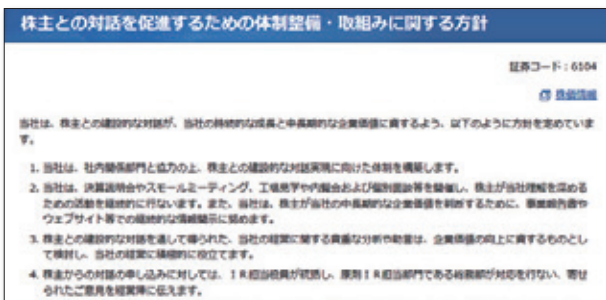 株主との対話を促進するための体制整備・取組みに関する方針
証券コード：6104
株価情報
当社は、株主との建設的な対話が、当社の持続的な成長と中長期的な企業価値に資するよう、以下のように方針を定めていま
す。
1. 当社は、社内関係部門と協力の上、株主との建設的な対話実現に向けた体制を構築します。
2. 当社は、決算説明会やスモールミーティング、工場見学や内覧会および個別面談等を開催し、株主が当社理解を深める
ための活動を継続的に行ないます。また、当社は、株主が当社の中長期的な企業価値を判断するために、事業報告書や
ウェブサイト等での継続的な情報開示に努めます。
3. 株主との建設的な対話を通して得られた、当社の経営に関する貴重な分析や助言は、企業価値の向上に資するものとし
て検討し、当社の経営に積極的に役立てます。
4. 株主からの対話の申し込みに対しては、ＩＲ担当役員が統括し、原則ＩＲ担当部門である総務部が対応を行ない、寄せ
られたご意見を経営陣に伝えます。